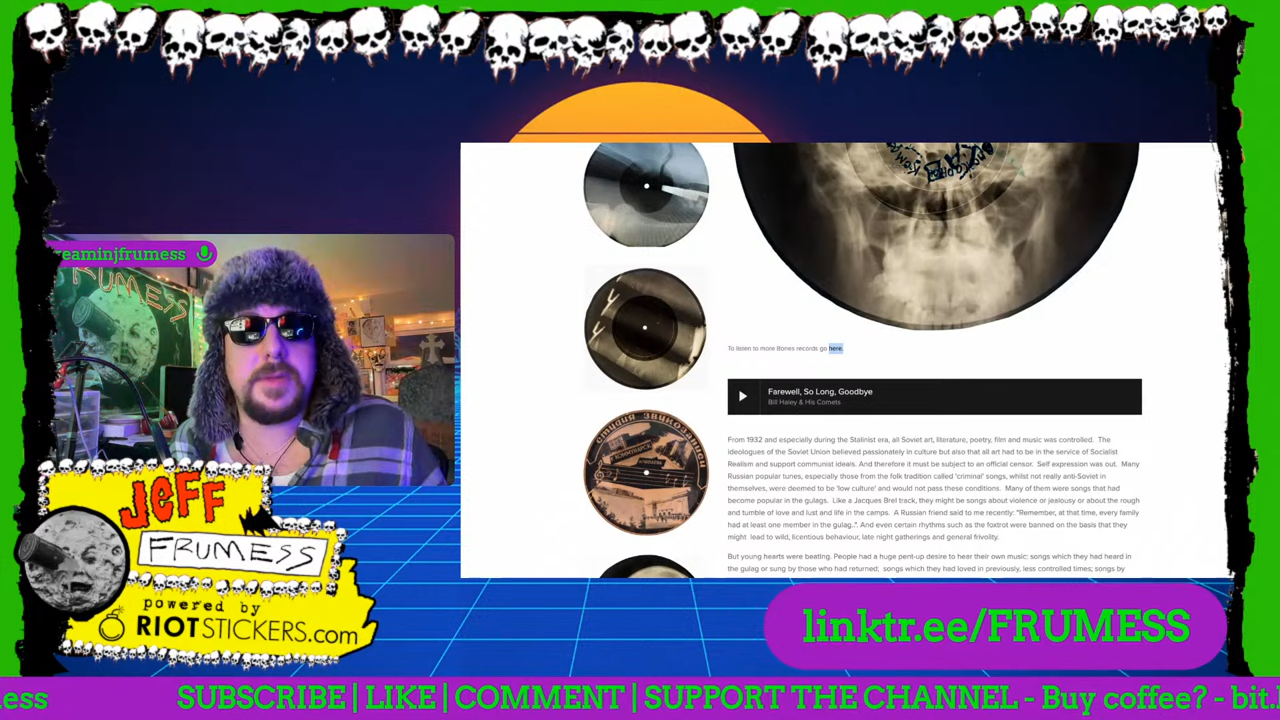 eaminjfrumess
FRUMESS
To listen to more Bones records go here.
Farewell, So Long, Goodbye
Bill Haley & His Comets
студия звукозаписи
From 1932 and especially during the Stalinist era, all Soviet art, literature, poetry, film and music was controlled. The
ideologues of the Soviet Union believed passionately in culture but also that all art had to be in the service of Socialist
Realism and support communist ideals. And therefore it must be subject to an official censor. Self expression was out. Many
Russian popular tunes, especially those from the folk tradition called 'criminal' songs, whilst not really anti-Soviet in
themselves, were deemed to be 'low culture' and would not pass these conditions. Many of them were songs that had
become popular in the gulags. Like a Jacques Brel track, they might be songs about violence or jealousy or about the rough
and tumble of love and lust and life in the camps. A Russian friend said to me recently: "Remember, at that time, every family
had at least one member in the gulag..". And even certain rhythms such as the foxtrot were banned on the basis that they
might lead to wild, licentious behaviour, late night gatherings and general frivolity.
But young hearts were beating. People had a huge pent-up desire to hear their own music: songs which they had heard in
the gulag or sung by those who had returned; songs which they had loved in previously, less controlled times; songs by
JEFF
FRUMESS
powered by
RIOTSTICKERS.com
linktr.ee/FRUMESS
ess SUBSCRIBE | LIKE | COMMENT | SUPPORT THE CHANNEL - Buy coffee? - bit.